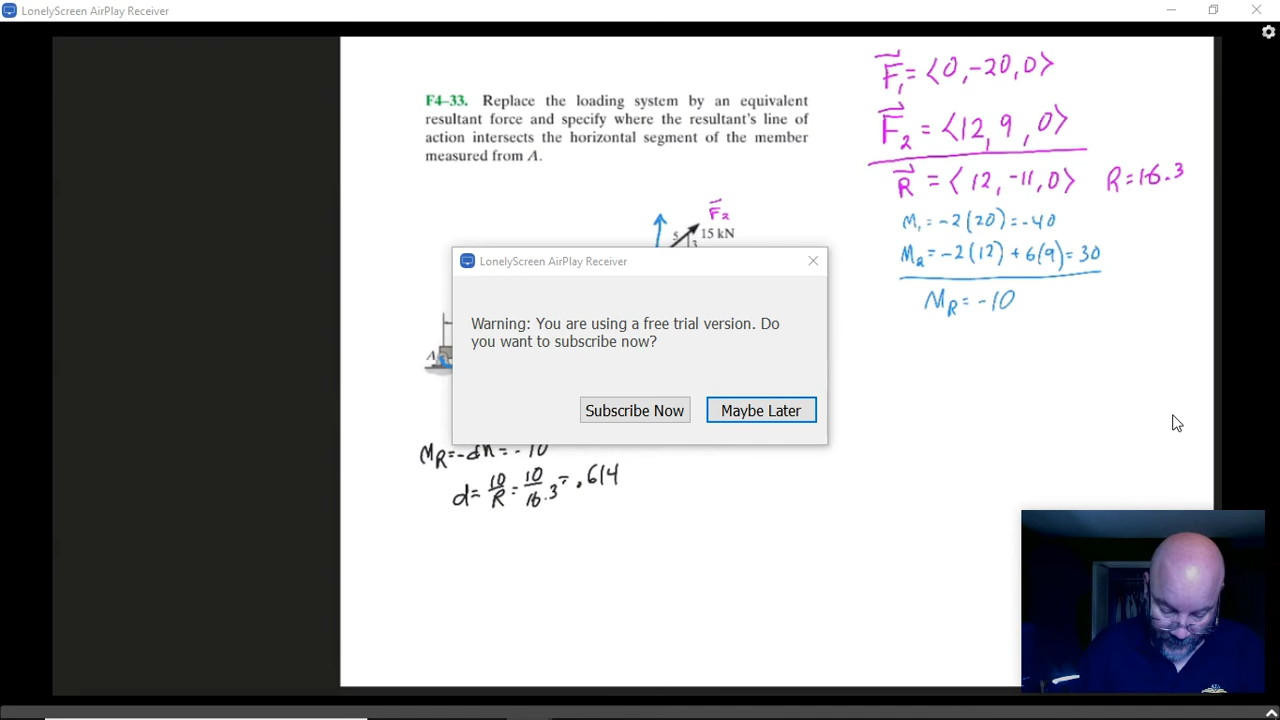 LonelyScreen AirPlay Receiver
F4–33. Replace the loading system by an equivalent
resultant force and specify where the resultant's line of
action intersects the horizontal segment of the member
measured from A.
F₂
5
15 kN
3
A
F₁ = ⟨0, -20, 0⟩
F₂ = ⟨12, 9, 0⟩
R = ⟨12, -11, 0⟩ R = 16.3
M₁ = -2(20) = -40
M₂ = -2(12) + 6(9) = 30
M_R = -10
LonelyScreen AirPlay Receiver
Warning: You are using a free trial version. Do
you want to subscribe now?
Subscribe Now
Maybe Later
M_R = -dR = -10
d = 10/R = 10/16.3 = .614